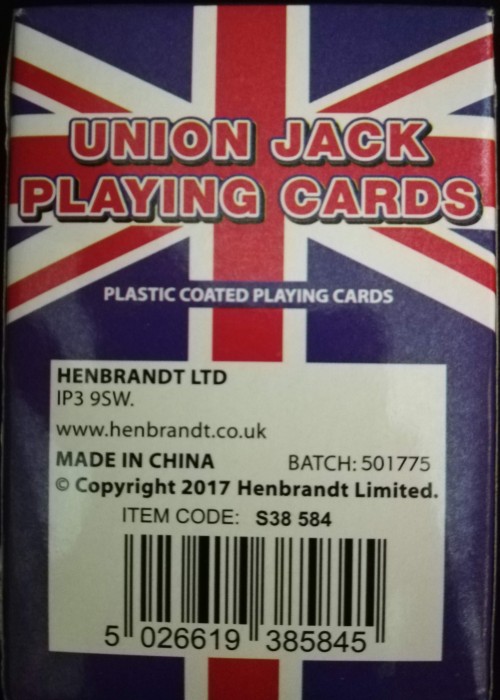 UNION JACK
PLAYING CARDS
PLASTIC COATED PLAYING CARDS
HENBRANDT LTD
IP3 9SW.
www.henbrandt.co.uk
MADE IN CHINA BATCH: 501775
© Copyright 2017 Henbrandt Limited.
ITEM CODE: S38 584
5 026619 385845